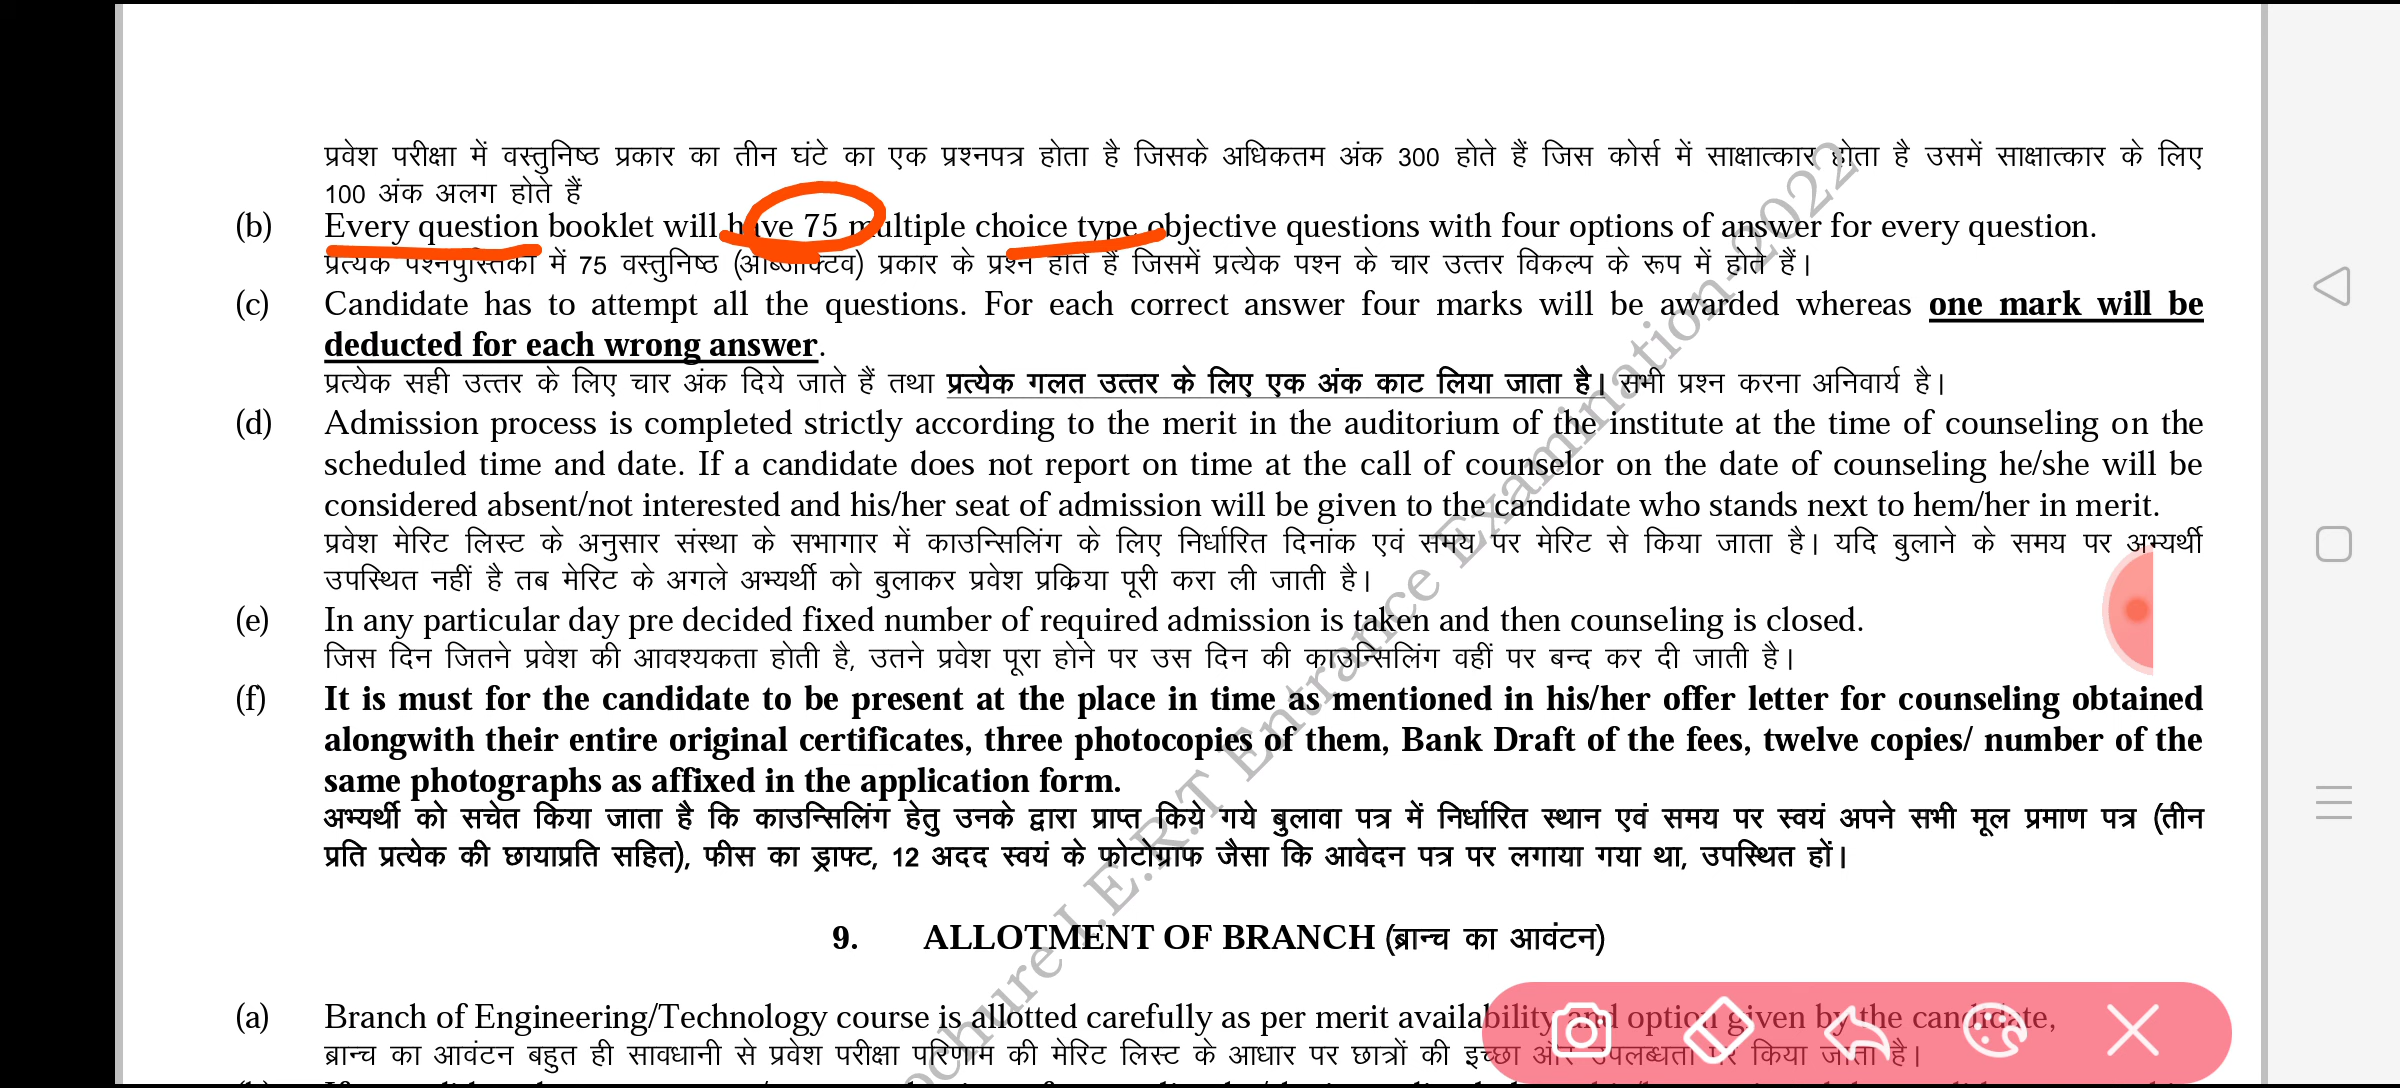 प्रवेश परीक्षा में वस्तुनिष्ठ प्रकार का तीन घंटे का एक प्रश्नपत्र होता है जिसके अधिकतम अंक 300 होते हैं जिस कोर्स में साक्षात्कार होता है उसमें साक्षात्कार के लिए
100 अंक अलग होते हैं
(b) Every question booklet will have 75 multiple choice type objective questions with four options of answer for every question.
प्रत्येक पश्नपुस्तिका में 75 वस्तुनिष्ठ (आब्जेक्टिव) प्रकार के प्रश्न होते हैं जिसमें प्रत्येक पश्न के चार उत्तर विकल्प के रूप में होते हैं।
(c) Candidate has to attempt all the questions. For each correct answer four marks will be awarded whereas one mark will be
deducted for each wrong answer.
प्रत्येक सही उत्तर के लिए चार अंक दिये जाते हैं तथा प्रत्येक गलत उत्तर के लिए एक अंक काट लिया जाता है। सभी प्रश्न करना अनिवार्य है।
(d) Admission process is completed strictly according to the merit in the auditorium of the institute at the time of counseling on the
scheduled time and date. If a candidate does not report on time at the call of counselor on the date of counseling he/she will be
considered absent/not interested and his/her seat of admission will be given to the candidate who stands next to hem/her in merit.
प्रवेश मेरिट लिस्ट के अनुसार संस्था के सभागार में काउन्सिलिंग के लिए निर्धारित दिनांक एवं समय पर मेरिट से किया जाता है। यदि बुलाने के समय पर अभ्यर्थी
उपस्थित नहीं है तब मेरिट के अगले अभ्यर्थी को बुलाकर प्रवेश प्रक्रिया पूरी करा ली जाती है।
(e) In any particular day pre decided fixed number of required admission is taken and then counseling is closed.
जिस दिन जितने प्रवेश की आवश्यकता होती है, उतने प्रवेश पूरा होने पर उस दिन की काउन्सिलिंग वहीं पर बन्द कर दी जाती है।
(f) It is must for the candidate to be present at the place in time as mentioned in his/her offer letter for counseling obtained
alongwith their entire original certificates, three photocopies of them, Bank Draft of the fees, twelve copies/ number of the
same photographs as affixed in the application form.
अभ्यर्थी को सचेत किया जाता है कि काउन्सिलिंग हेतु उनके द्वारा प्राप्त किये गये बुलावा पत्र में निर्धारित स्थान एवं समय पर स्वयं अपने सभी मूल प्रमाण पत्र (तीन
प्रति प्रत्येक की छायाप्रति सहित), फीस का ड्राफ्ट, 12 अदद स्वयं के फोटोग्राफ जैसा कि आवेदन पत्र पर लगाया गया था, उपस्थित हों।
9. ALLOTMENT OF BRANCH (ब्रान्च का आवंटन)
(a) Branch of Engineering/Technology course is allotted carefully as per merit availability and option given by the candidate,
ब्रान्च का आवंटन बहुत ही सावधानी से प्रवेश परीक्षा परिणाम की मेरिट लिस्ट के आधार पर छात्रों की इच्छा और उपलब्धता पर किया जाता है।
I.E.R.T Entrance Examination-2022